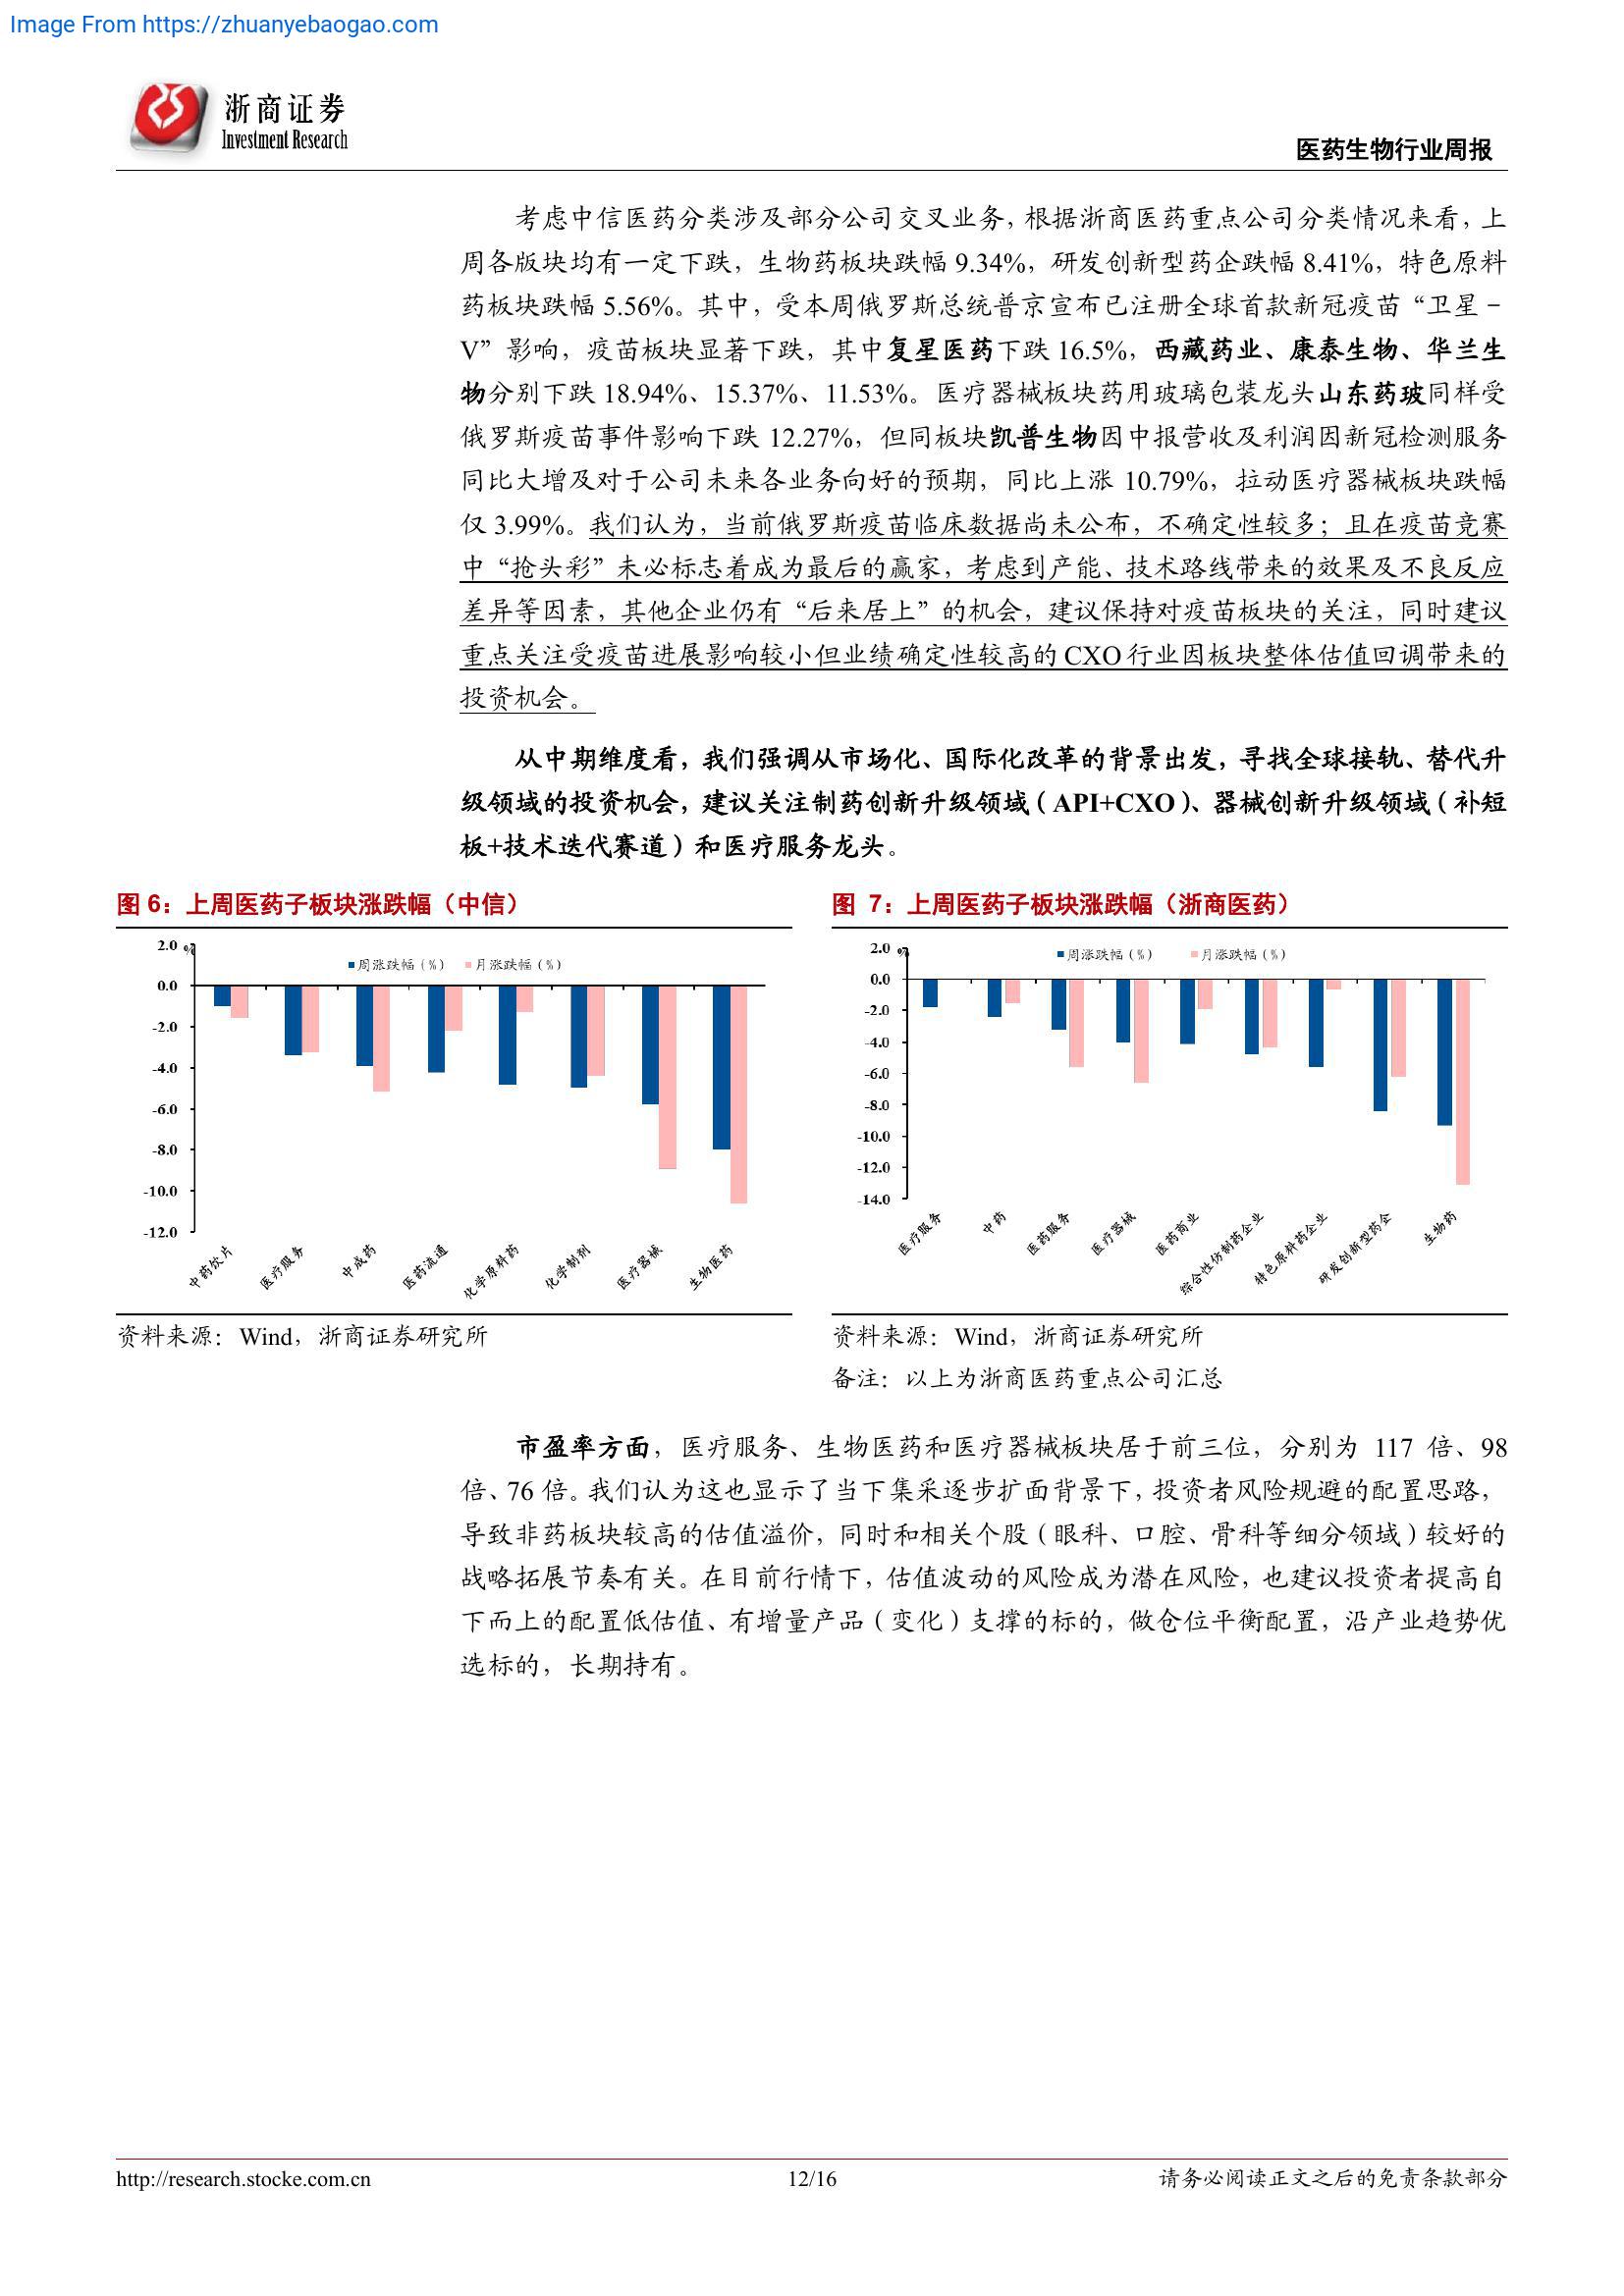 Image From https://zhuanyebaogao.com
浙商证券
Investment Research
医药生物行业周报
考虑中信医药分类涉及部分公司交叉业务，根据浙商医药重点公司分类情况来看，上
周各版块均有一定下跌，生物药板块跌幅 9.34%，研发创新型药企跌幅 8.41%，特色原料
药板块跌幅 5.56%。其中，受本周俄罗斯总统普京宣布已注册全球首款新冠疫苗“卫星－
V”影响，疫苗板块显著下跌，其中复星医药下跌 16.5%，西藏药业、康泰生物、华兰生
物分别下跌 18.94%、15.37%、11.53%。医疗器械板块药用玻璃包装龙头山东药玻同样受
俄罗斯疫苗事件影响下跌 12.27%，但同板块凯普生物因中报营收及利润因新冠检测服务
同比大增及对于公司未来各业务向好的预期，同比上涨 10.79%，拉动医疗器械板块跌幅
仅 3.99%。我们认为，当前俄罗斯疫苗临床数据尚未公布，不确定性较多；且在疫苗竞赛
中“抢头彩”未必标志着成为最后的赢家，考虑到产能、技术路线带来的效果及不良反应
差异等因素，其他企业仍有“后来居上”的机会，建议保持对疫苗板块的关注，同时建议
重点关注受疫苗进展影响较小但业绩确定性较高的 CXO 行业因板块整体估值回调带来的
投资机会。
从中期维度看，我们强调从市场化、国际化改革的背景出发，寻找全球接轨、替代升
级领域的投资机会，建议关注制药创新升级领域（API+CXO）、器械创新升级领域（补短
板+技术迭代赛道）和医疗服务龙头。
图 6：上周医药子板块涨跌幅（中信）
%
周涨跌幅（%） 月涨跌幅（%）
2.0
0.0
-2.0
-4.0
-6.0
-8.0
-10.0
-12.0
中药饮片 医疗服务 中成药 医药流通 化学原料药 化学制剂 医疗器械 生物医药
资料来源：Wind，浙商证券研究所
图 7：上周医药子板块涨跌幅（浙商医药）
%
周涨跌幅（%） 月涨跌幅（%）
2.0
0.0
-2.0
-4.0
-6.0
-8.0
-10.0
-12.0
-14.0
医疗服务 中药 医药服务 医疗器械 医药商业 综合性仿制药企业 特色原料药企业 研发创新型药企 生物药
资料来源：Wind，浙商证券研究所
备注：以上为浙商医药重点公司汇总
市盈率方面，医疗服务、生物医药和医疗器械板块居于前三位，分别为 117 倍、98
倍、76 倍。我们认为这也显示了当下集采逐步扩面背景下，投资者风险规避的配置思路，
导致非药板块较高的估值溢价，同时和相关个股（眼科、口腔、骨科等细分领域）较好的
战略拓展节奏有关。在目前行情下，估值波动的风险成为潜在风险，也建议投资者提高自
下而上的配置低估值、有增量产品（变化）支撑的标的，做仓位平衡配置，沿产业趋势优
选标的，长期持有。
http://research.stocke.com.cn
12/16
请务必阅读正文之后的免责条款部分